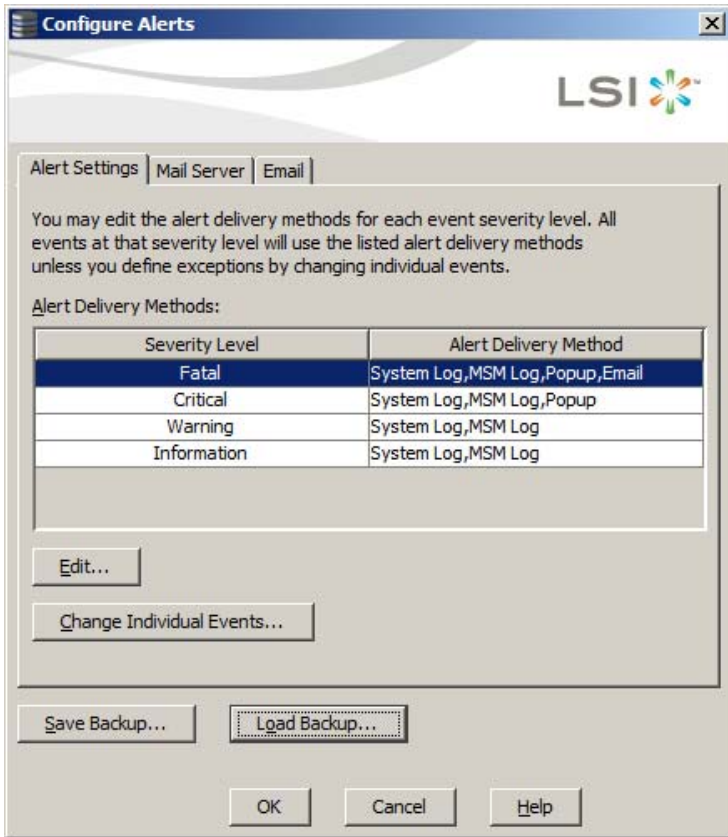 Configure Alerts
LSI
Alert Settings
Mail Server
Email
You may edit the alert delivery methods for each event severity level. All
events at that severity level will use the listed alert delivery methods
unless you define exceptions by changing individual events.
Alert Delivery Methods:
Severity Level Alert Delivery Method
Fatal System Log,MSM Log,Popup,Email
Critical System Log,MSM Log,Popup
Warning System Log,MSM Log
Information System Log,MSM Log
Edit...
Change Individual Events...
Save Backup... Load Backup...
OK Cancel Help